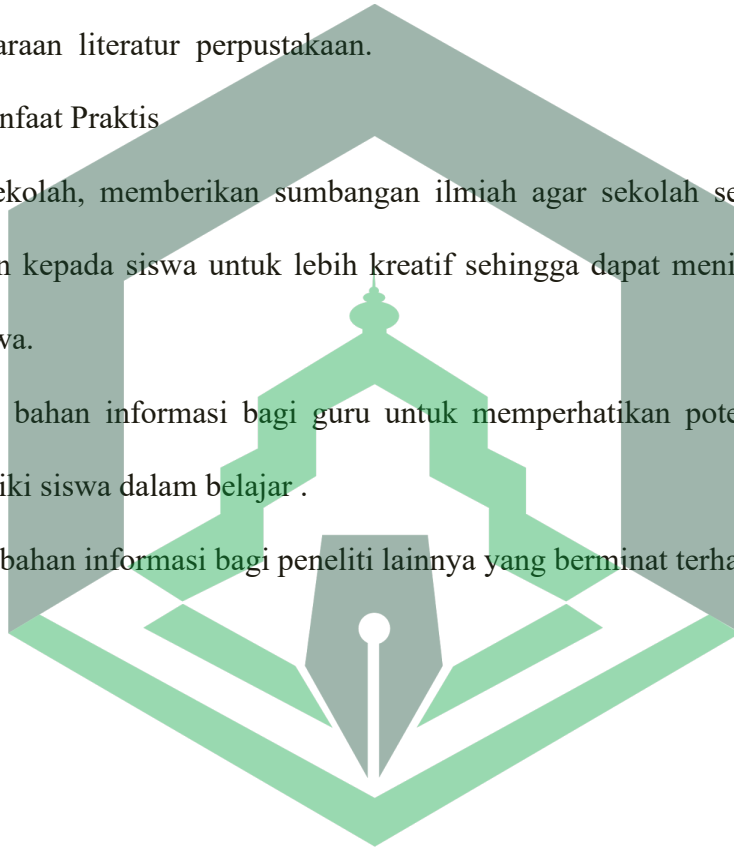 araan literatur perpustakaan.
nfaat Praktis
ekolah, memberikan sumbangan ilmiah agar sekolah se
n kepada siswa untuk lebih kreatif sehingga dapat meni
wa.
bahan informasi bagi guru untuk memperhatikan pote
iki siswa dalam belajar .
bahan informasi bagi peneliti lainnya yang berminat terha